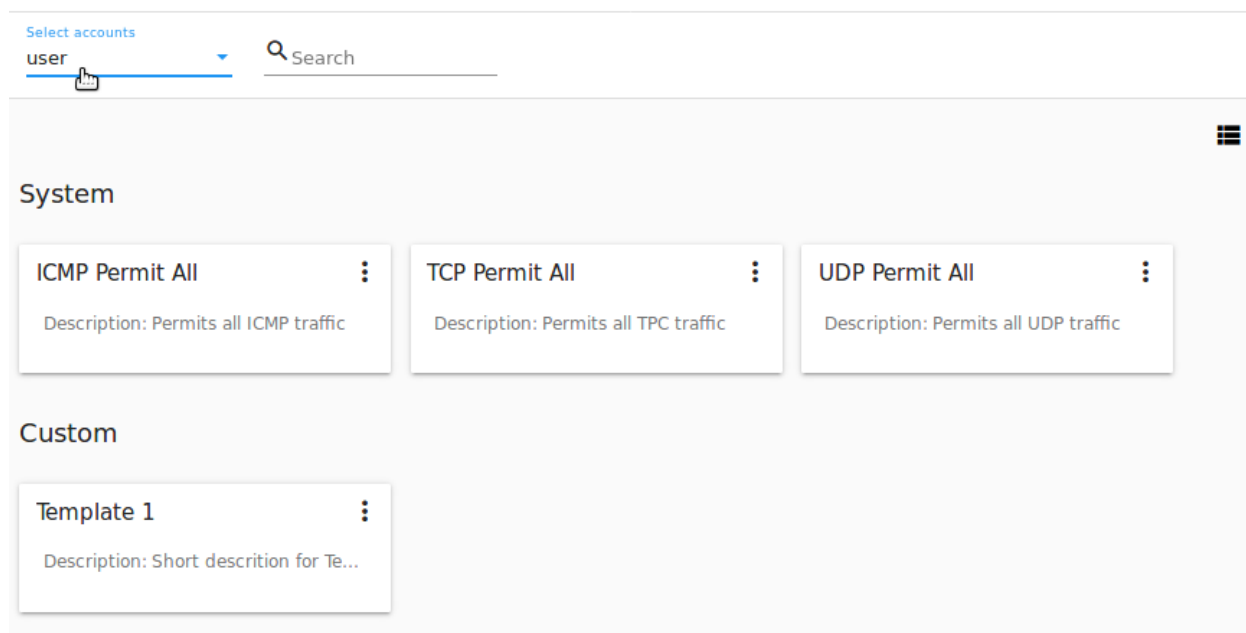 Select accounts
user
Search
System
ICMP Permit All
Description: Permits all ICMP traffic
TCP Permit All
Description: Permits all TPC traffic
UDP Permit All
Description: Permits all UDP traffic
Custom
Template 1
Description: Short descrition for Te...